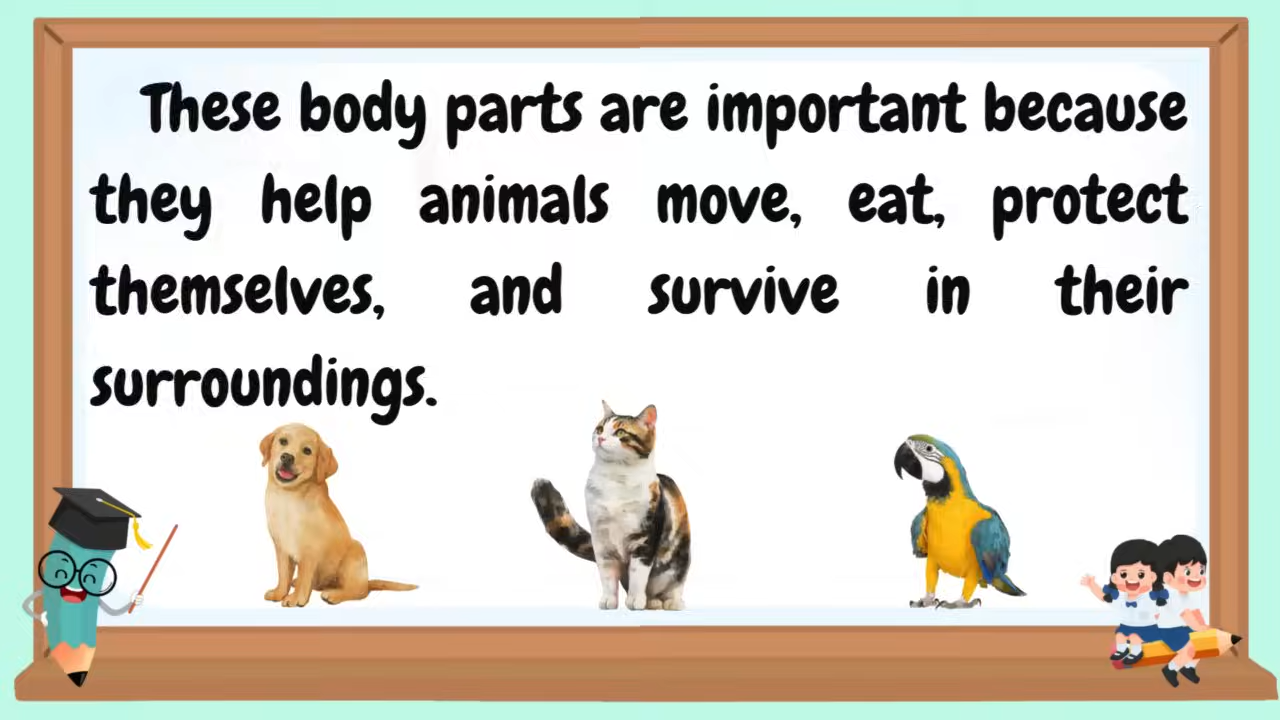 These body parts are important because
they help animals move, eat, protect
themselves, and survive in their
surroundings.